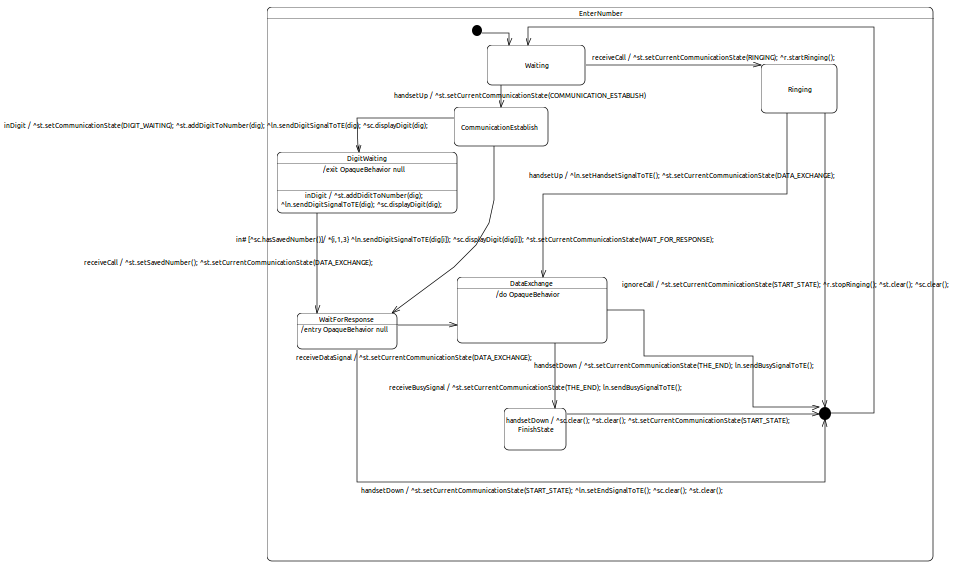 EnterNumber
receiveCall / ^st.setCurrentCommunicationState(RINGING); ^r.startRinging();
Waiting
Ringing
handsetUp / ^st.setCurrentCommunicationState(COMMUNICATION_ESTABLISH)
inDigit / ^st.setCommunicationState(DIGIT_WAITING); ^st.addDigitToNumber(dig); ^ln.sendDigitSignalToTE(dig); ^sc.displayDigit(dig);
CommunicationEstablish
DigitWaiting
/exit OpaqueBehavior null
handsetUp / ^ln.setHandsetSignalToTE(); ^st.setCurrentCommunicationState(DATA_EXCHANGE);
inDigit / ^st.addDiditToNumber(dig);
^ln.sendDigitSignalToTE(dig); ^sc.displayDigit(dig);
in# [^sc.hasSavedNumber()]/ *{i,1,3} ^ln.sendDigitSignalToTE(dig[i]); ^sc.displayDigit(dig[i]); ^st.setCurrentCommunicationState(WAIT_FOR_RESPONSE);
receiveCall / ^st.setSavedNumber(); ^st.setCurrentCommunicationState(DATA_EXCHANGE);
DataExchange
/do OpaqueBehavior
ignoreCall / ^st.setCurrentComminicationState(START_STATE); ^r.stopRinging(); ^st.clear(); ^sc.clear();
WaitForResponse
/entry OpaqueBehavior null
receiveDataSignal / ^st.setCurrentCommunicationState(DATA_EXCHANGE);
handsetDown / ^st.setCurrentCommunicationState(THE_END); ln.sendBusySignalToTE();
receiveBusySignal / ^st.setCurrentCommunicationState(THE_END); ln.sendBusySignalToTE();
handsetDown / ^sc.clear(); ^st.clear(); ^st.setCurrentCommunicationState(START_STATE);
FinishState
handsetDown / ^st.setCurrentCommunicationState(START_STATE); ^ln.setEndSignalToTE(); ^sc.clear(); ^st.clear();